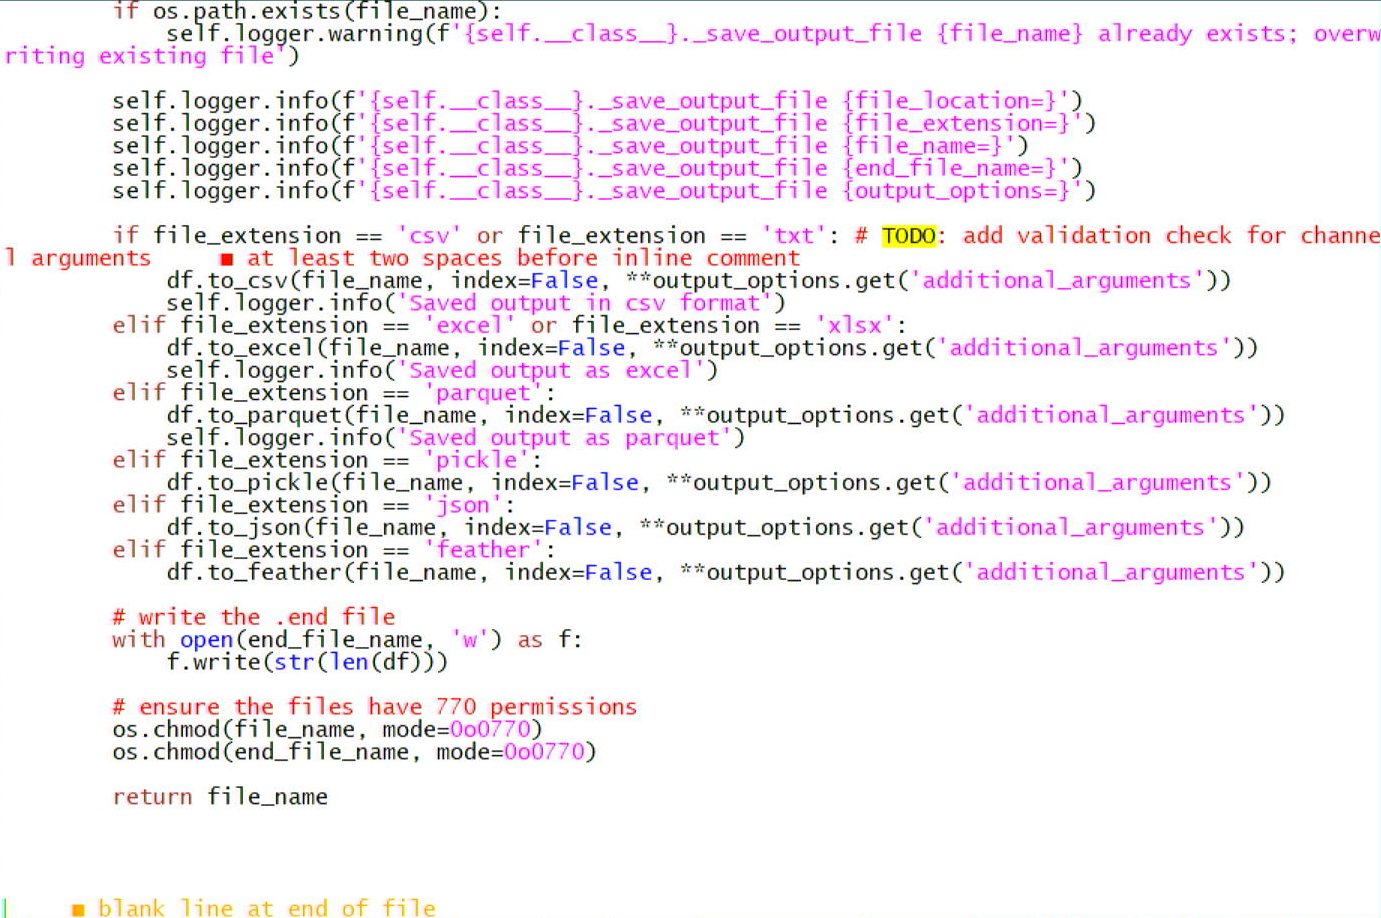 if os.path.exists(file_name):
self.logger.warning(f'{self.__class__}._save_output_file {file_name} already exists; overw
riting existing file')
self.logger.info(f'{self.__class__}._save_output_file {file_location=}')
self.logger.info(f'{self.__class__}._save_output_file {file_extension=}')
self.logger.info(f'{self.__class__}._save_output_file {file_name=}')
self.logger.info(f'{self.__class__}._save_output_file {end_file_name=}')
self.logger.info(f'{self.__class__}._save_output_file {output_options=}')
if file_extension == 'csv' or file_extension == 'txt': # TODO: add validation check for channe
l arguments ■ at least two spaces before inline comment
df.to_csv(file_name, index=False, **output_options.get('additional_arguments'))
self.logger.info('Saved output in csv format')
elif file_extension == 'excel' or file_extension == 'xlsx':
df.to_excel(file_name, index=False, **output_options.get('additional_arguments'))
self.logger.info('Saved output as excel')
elif file_extension == 'parquet':
df.to_parquet(file_name, index=False, **output_options.get('additional_arguments'))
self.logger.info('Saved output as parquet')
elif file_extension == 'pickle':
df.to_pickle(file_name, index=False, **output_options.get('additional_arguments'))
elif file_extension == 'json':
df.to_json(file_name, index=False, **output_options.get('additional_arguments'))
elif file_extension == 'feather':
df.to_feather(file_name, index=False, **output_options.get('additional_arguments'))
# write the .end file
with open(end_file_name, 'w') as f:
f.write(str(len(df)))
# ensure the files have 770 permissions
os.chmod(file_name, mode=0o0770)
os.chmod(end_file_name, mode=0o0770)
return file_name
■ blank line at end of file